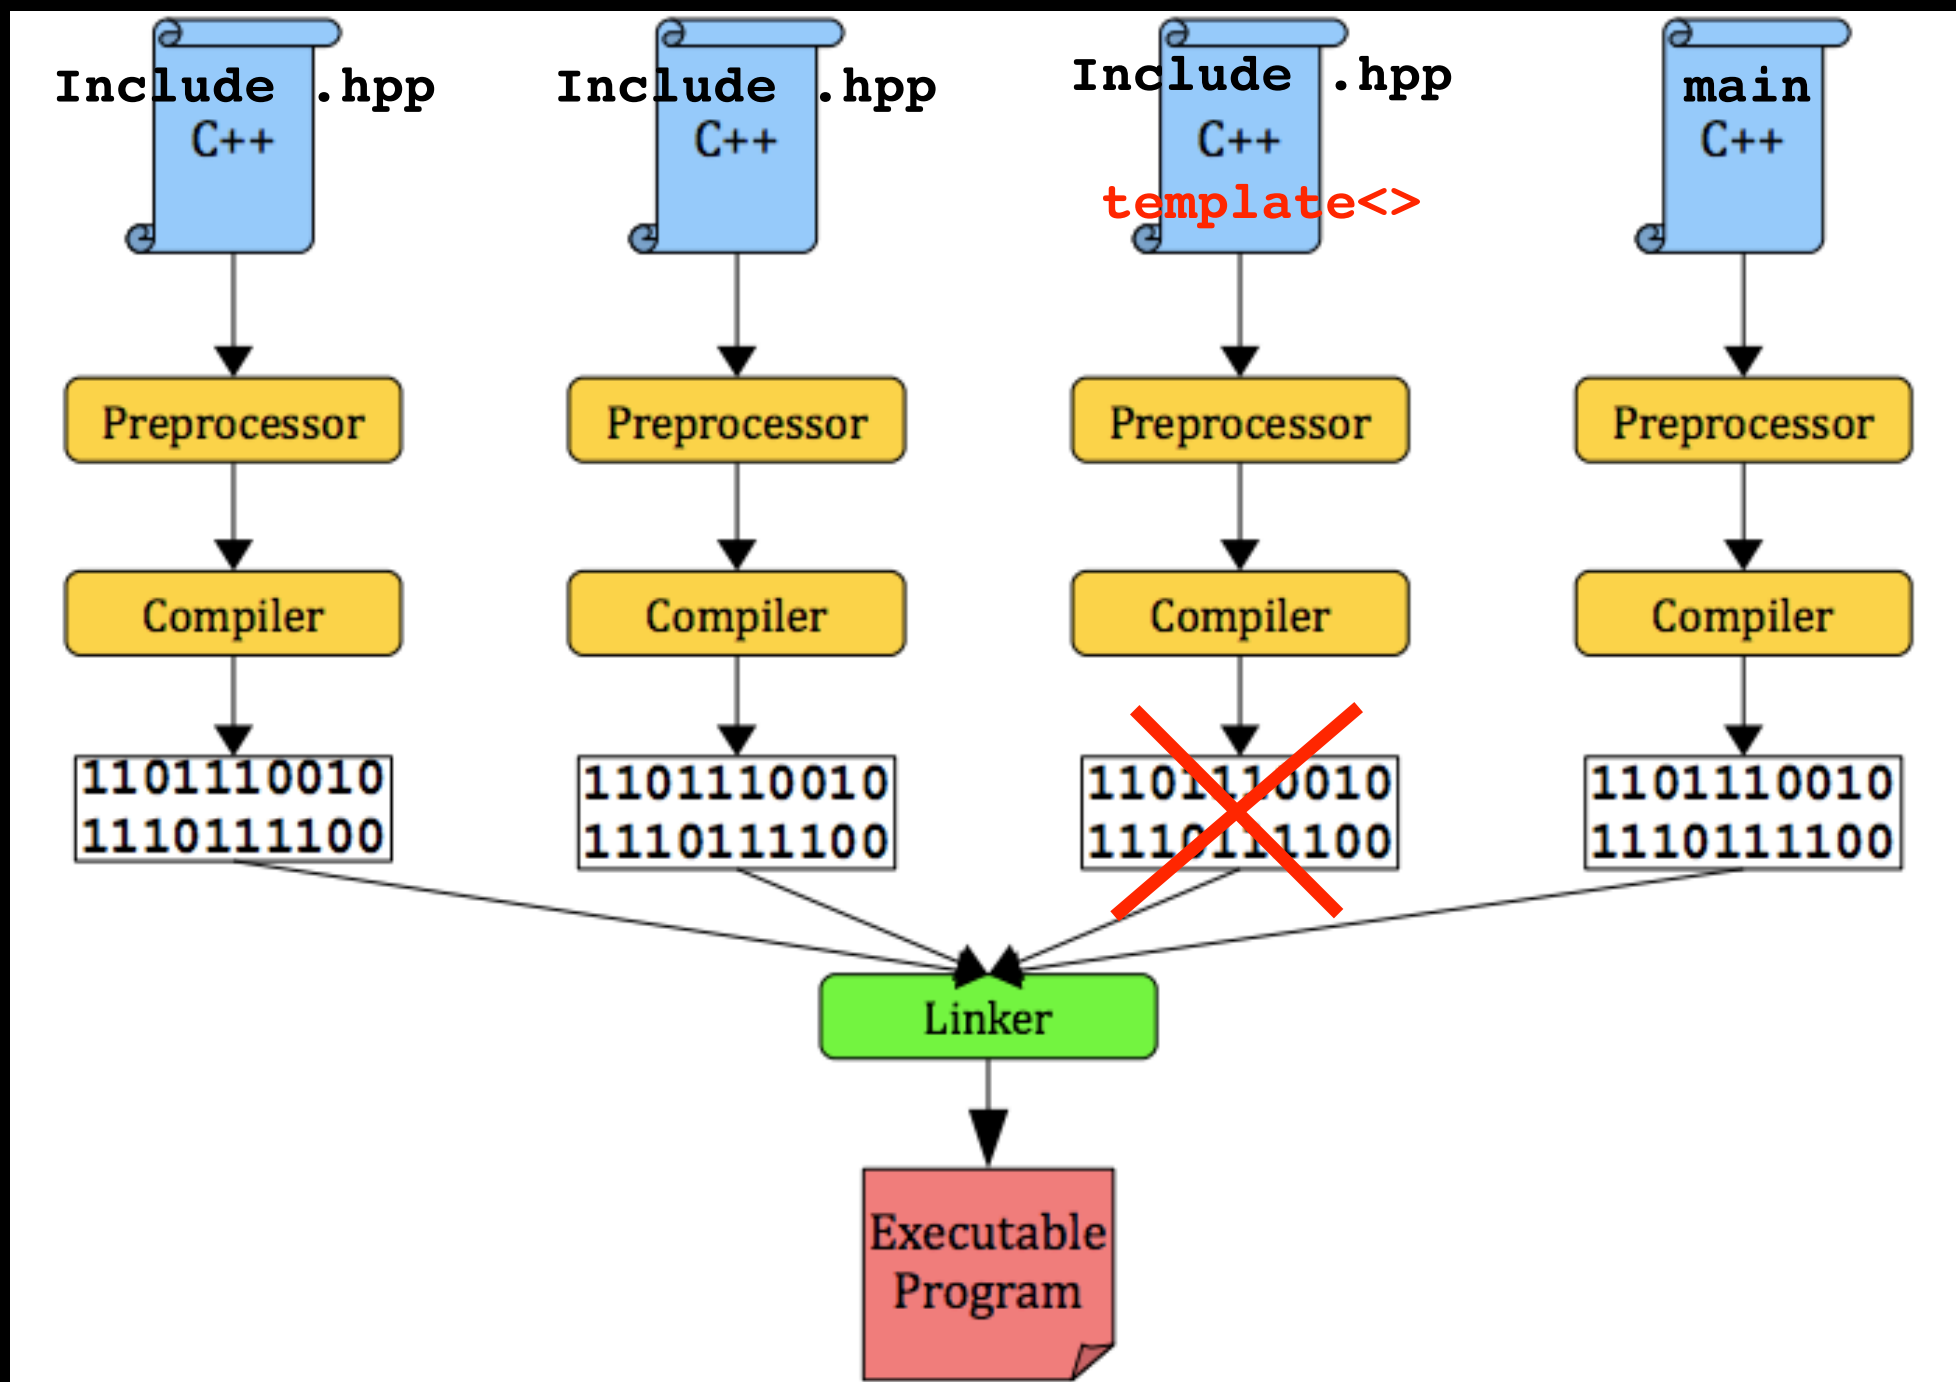 Include .hpp
C++
Include .hpp
C++
Include .hpp
C++
template<>
main
C++
Preprocessor
Preprocessor
Preprocessor
Preprocessor
Compiler
Compiler
Compiler
Compiler
1101110010
1110111100
1101110010
1110111100
1101110010
1110111100
1101110010
1110111100
Linker
Executable
Program